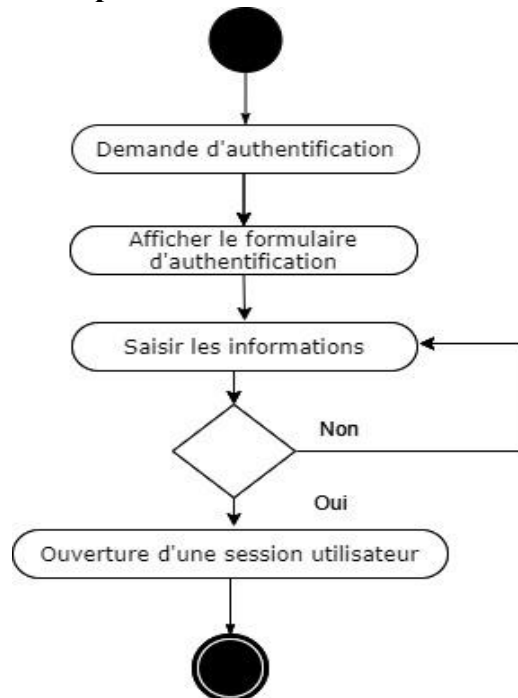 Demande d'authentification
Afficher le formulaire
d'authentification
Saisir les informations
Non
Oui
Ouverture d'une session utilisateur